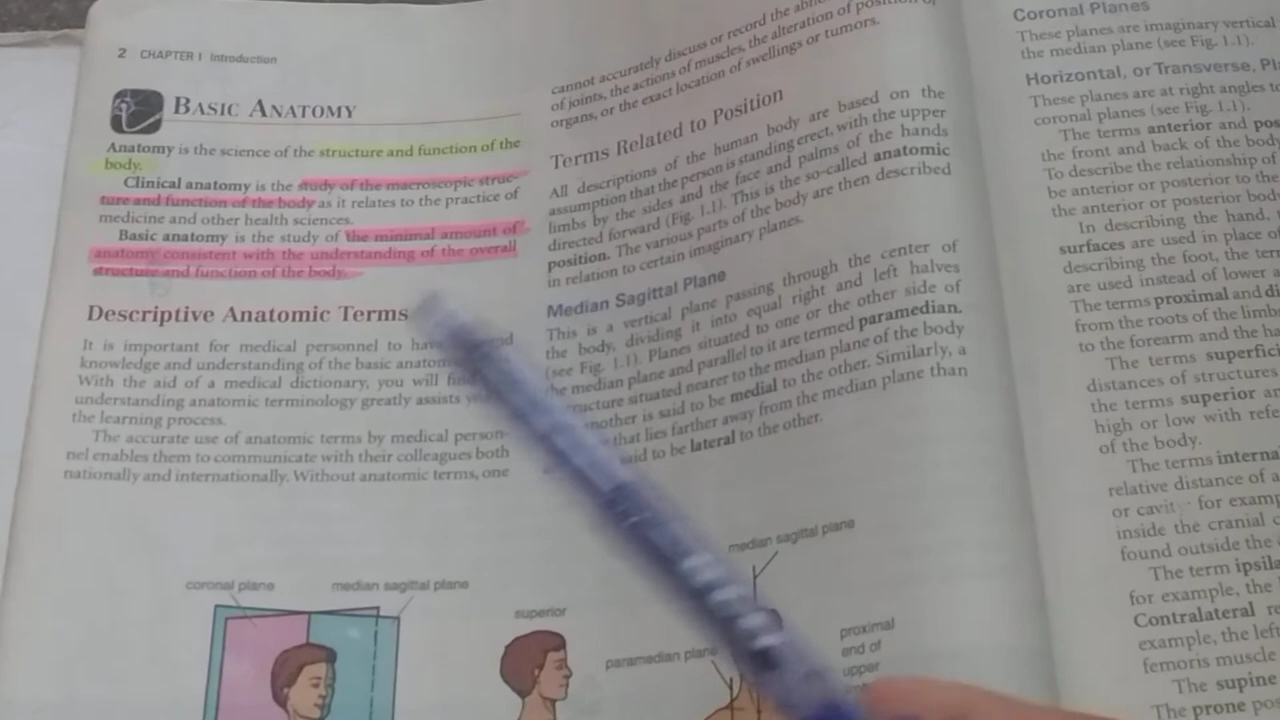 2 CHAPTER 1 Introduction
BASIC ANATOMY
Anatomy is the science of the structure and function of the
body.
Clinical anatomy is the study of the macroscopic struc-
ture and function of the body as it relates to the practice of
medicine and other health sciences.
Basic anatomy is the study of the minimal amount of
anatomy consistent with the understanding of the overall
structure and function of the body.
Descriptive Anatomic Terms
It is important for medical personnel to have
knowledge and understanding of the basic
With the aid of a medical dictionary, you will
understanding anatomic terminology greatly assists
the learning process.
The accurate use of anatomic terms by medical person-
nel enables them to communicate with their colleagues both
nationally and internationally. Without anatomic terms, one
cannot accurately discuss or record the
of joints, the actions of muscles, the alteration of position of
organs, or the exact location of swellings or tumors.
Terms Related to Position
All descriptions of the human body are based on the
assumption that the person is standing erect, with the upper
limbs by the sides and the face and palms of the hands
directed forward (Fig. 1.1). This is the so-called anatomic
position. The various parts of the body are then described
in relation to certain imaginary planes.
Median Sagittal Plane
This is a vertical plane passing through the center of
the body, dividing it into equal right and left halves
(see Fig. 1.1). Planes situated to one or the other side of
the median plane and parallel to it are termed paramedian.
situated nearer to the median plane of the body
another is said to be medial to the other. Similarly, a
that lies farther away from the median plane than
said to be lateral to the other.
coronal plane
median sagittal plane
superior
median sagittal plane
paramedian plane
proximal
end of
upper
Coronal Planes
These planes are imaginary vertical
the median plane (see Fig. 1.1).
Horizontal, or Transverse,
These planes are at right angles to
coronal planes (see Fig. 1.1).
The terms anterior and
the front and back of the body
To describe the relationship of
be anterior or posterior to the
the anterior or posterior
In describing the hand,
surfaces are used in place of
describing the foot, the
are used instead of lower
The terms proximal and
from the roots of the
to the forearm and the
The terms
distances of structures
the terms superior
high or low with
of the body.
The terms
relative distance of a
or for
inside the cranial
found outside the
The term
for example, the
Contralateral
example, the left
femoris muscle
The supine
The prone